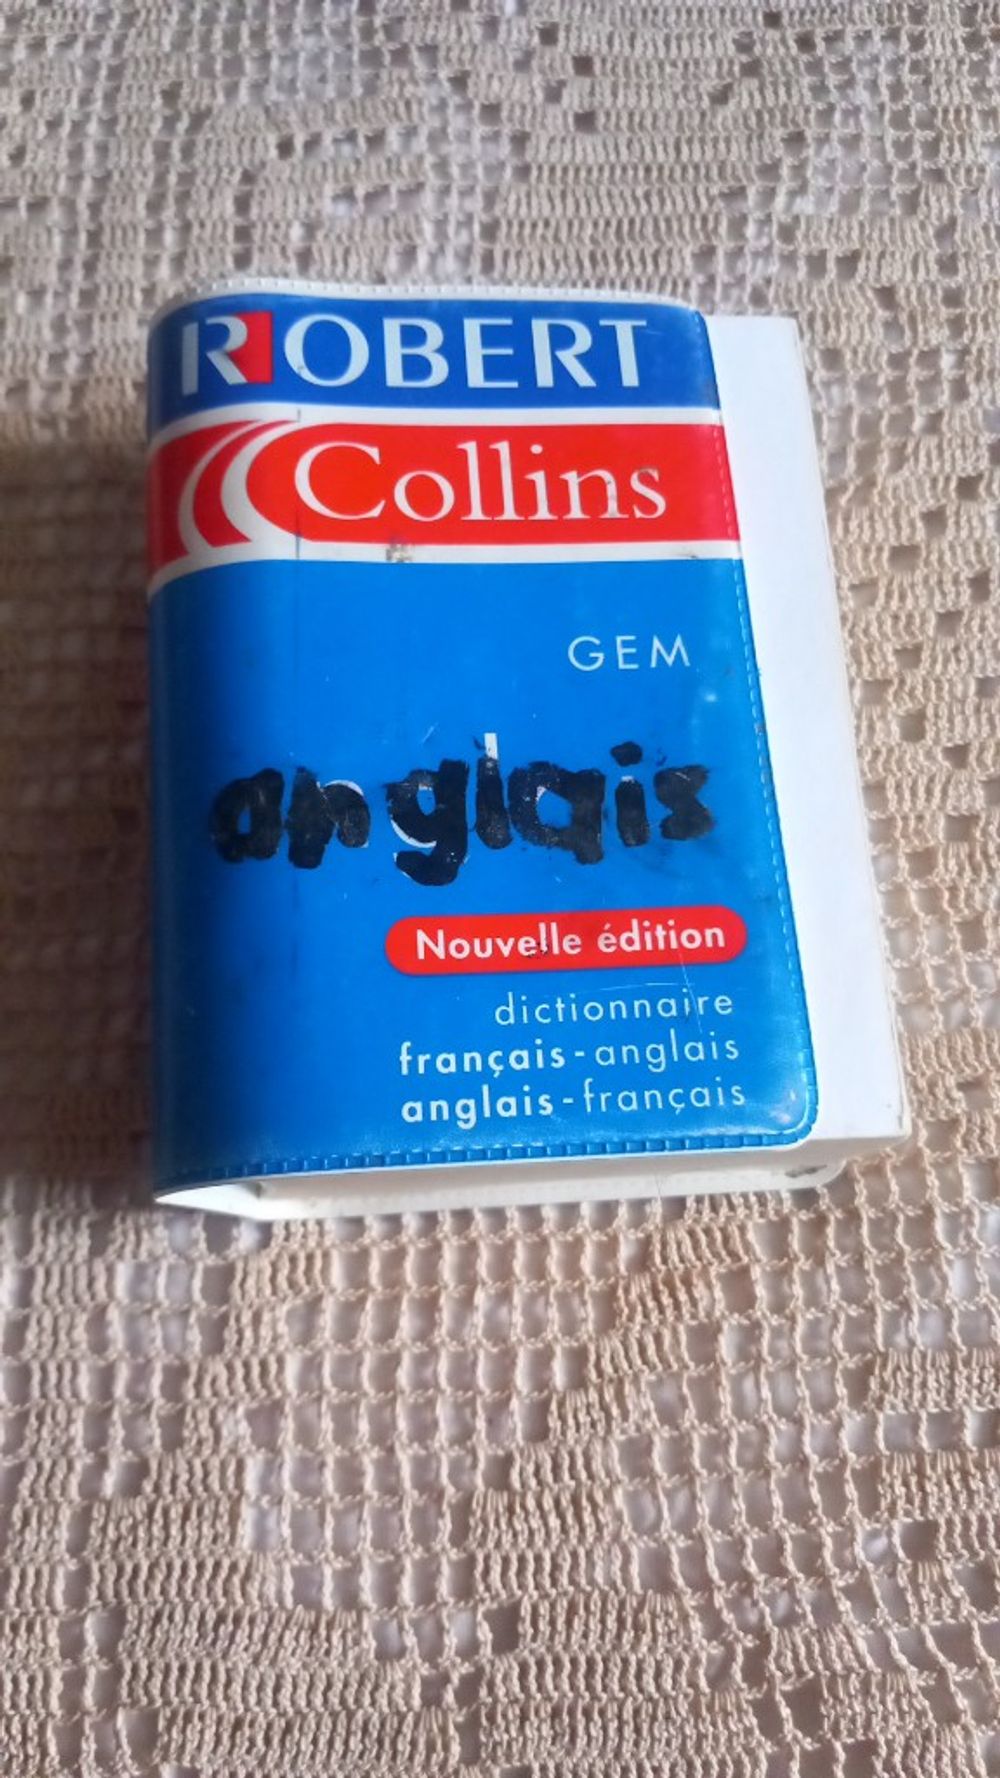 ROBERT
Collins
GEM
anglais
Nouvelle édition
dictionnaire
français-anglais
anglais-français